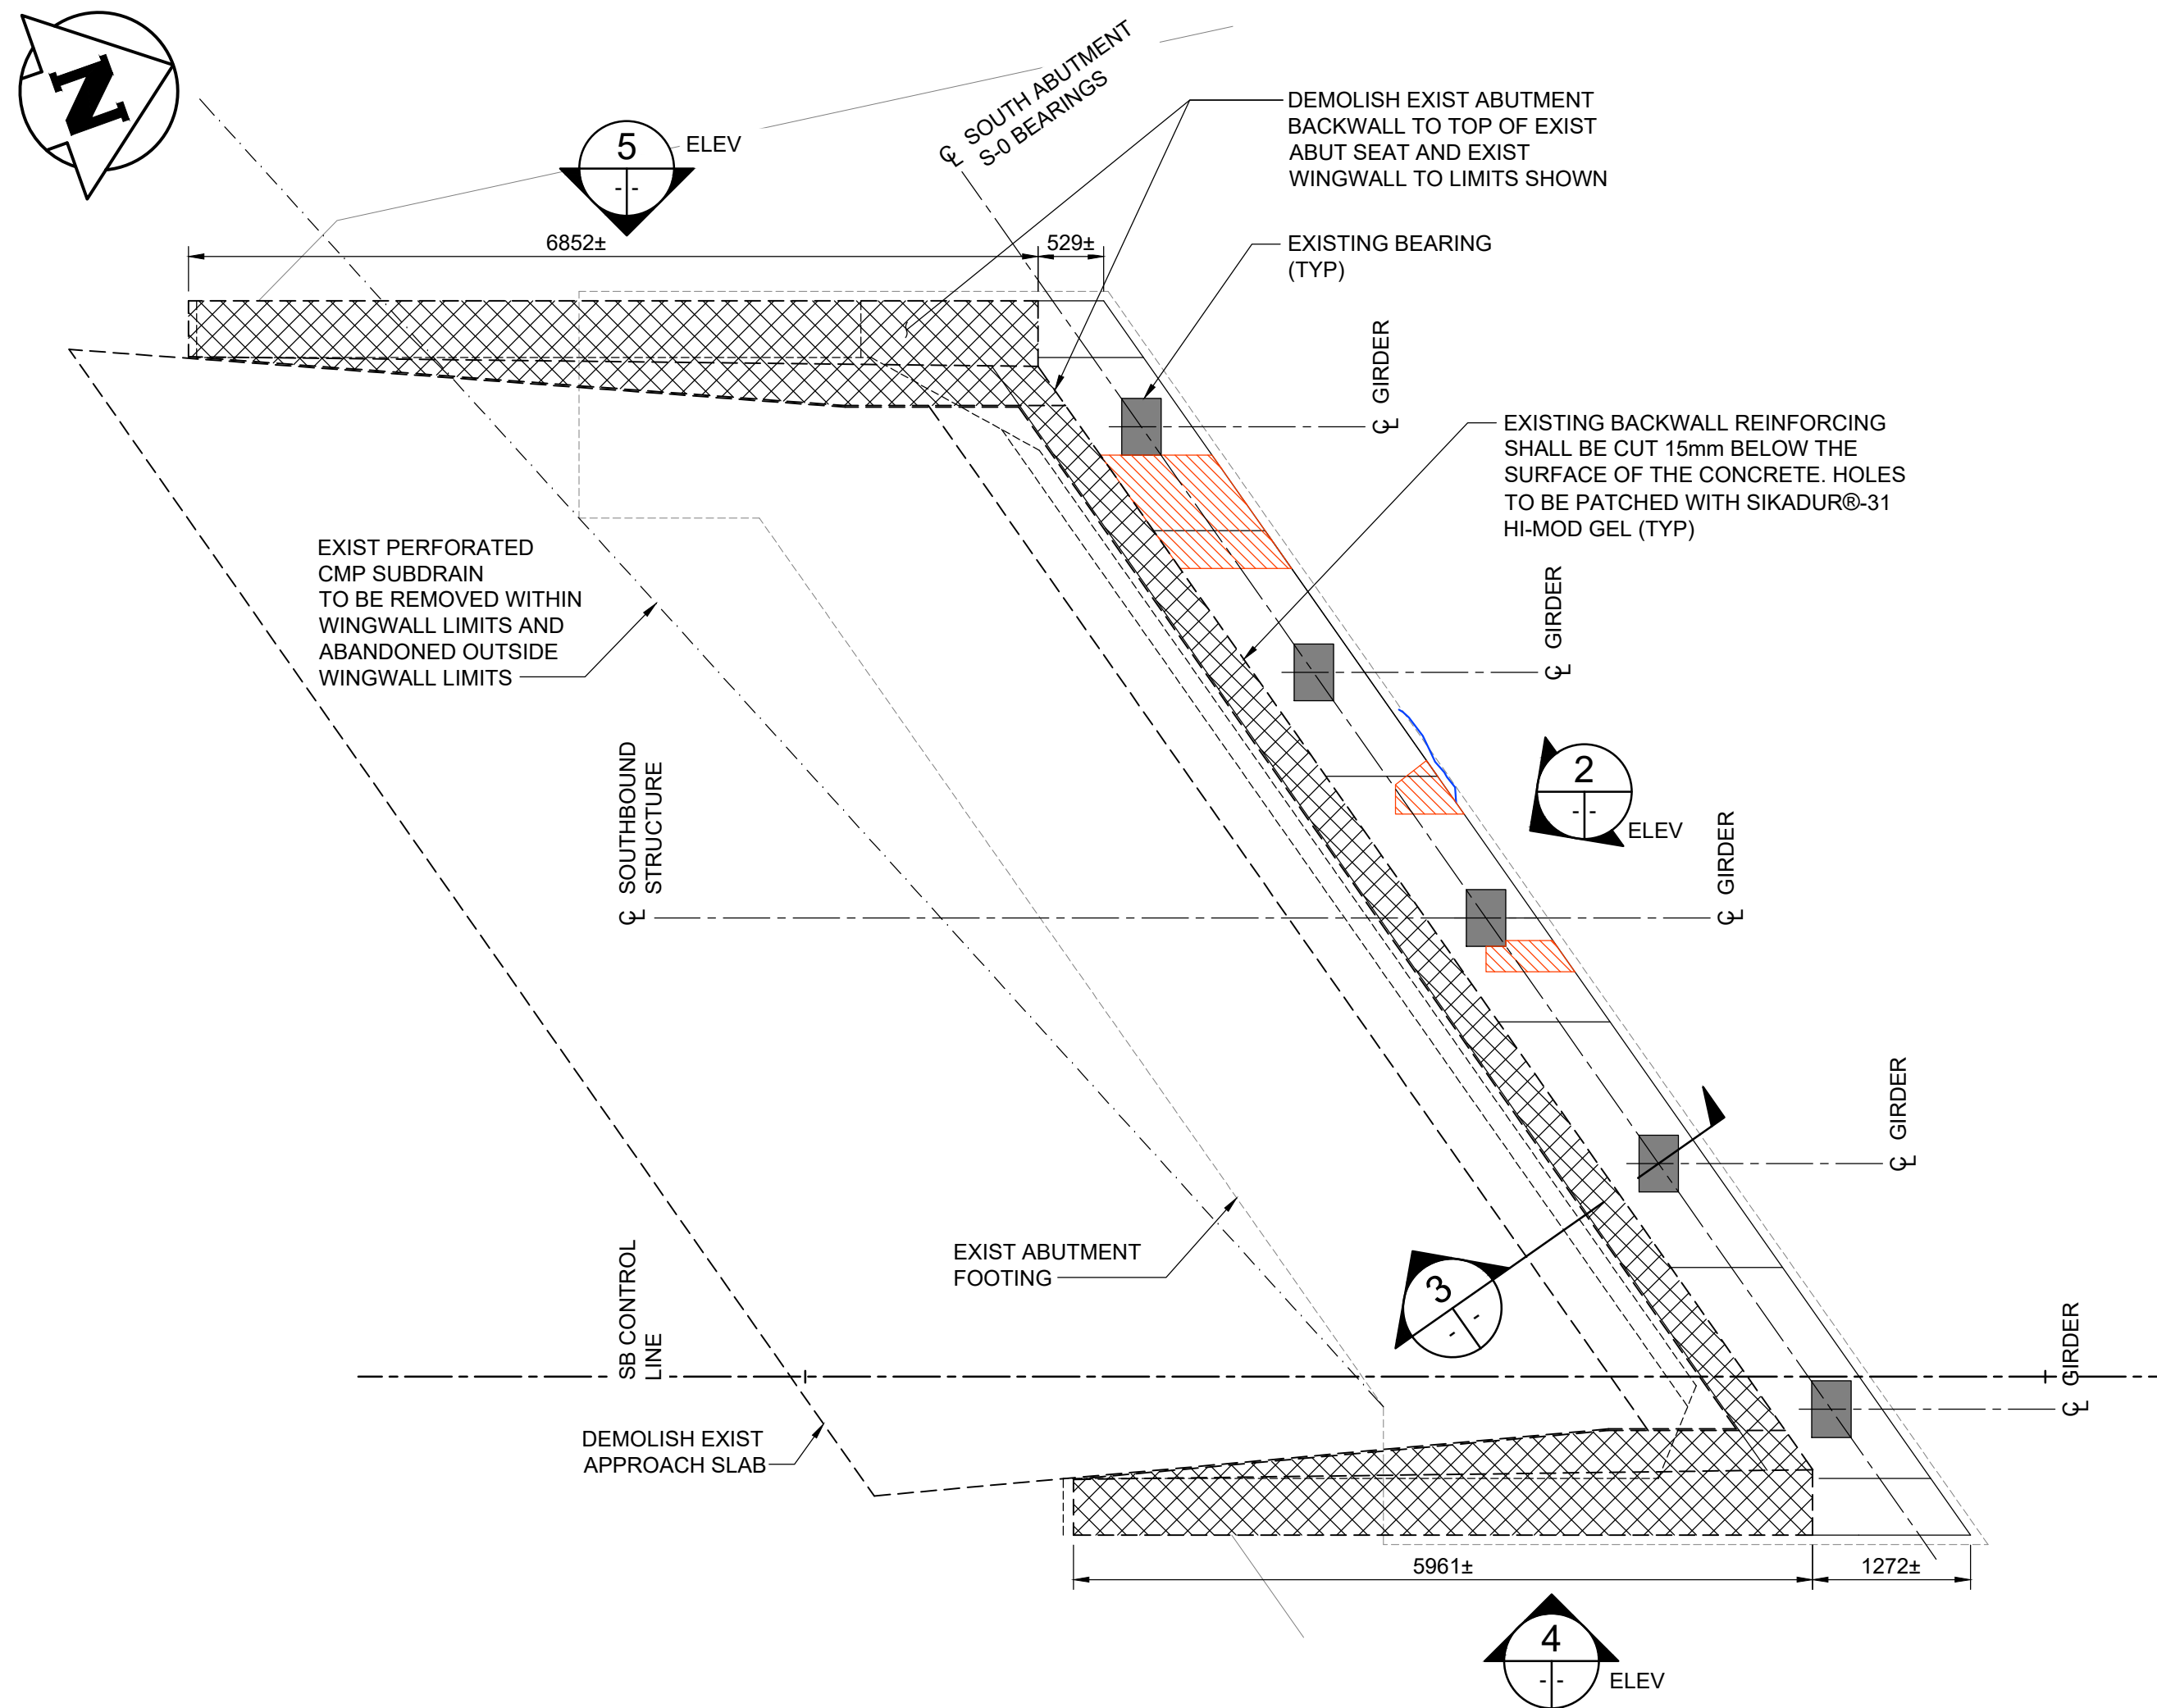 N
℄ SOUTH ABUTMENT
S-0 BEARINGS
5
--
ELEV
DEMOLISH EXIST ABUTMENT
BACKWALL TO TOP OF EXIST
ABUT SEAT AND EXIST
WINGWALL TO LIMITS SHOWN
6852±
529±
EXISTING BEARING
(TYP)
℄ GIRDER
EXISTING BACKWALL REINFORCING
SHALL BE CUT 15mm BELOW THE
SURFACE OF THE CONCRETE. HOLES
TO BE PATCHED WITH SIKADUR®-31
HI-MOD GEL (TYP)
EXIST PERFORATED
CMP SUBDRAIN
TO BE REMOVED WITHIN
WINGWALL LIMITS AND
ABANDONED OUTSIDE
WINGWALL LIMITS
℄ GIRDER
℄ SOUTHBOUND
STRUCTURE
2
--
ELEV
℄ GIRDER
℄ GIRDER
EXIST ABUTMENT
FOOTING
3
--
SB CONTROL
LINE
℄ GIRDER
DEMOLISH EXIST
APPROACH SLAB
5961±
1272±
4
--
ELEV